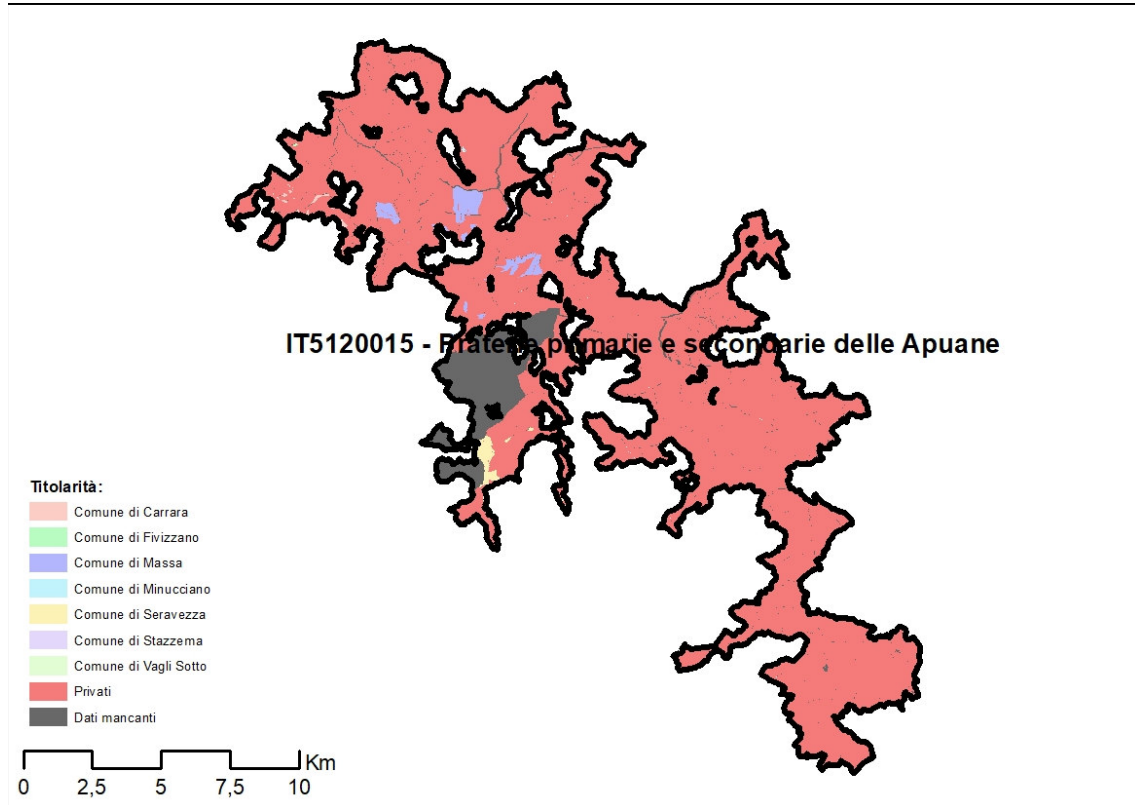 IT5120015 - Praterie primarie e secondarie delle Apuane
Titolarità:
Comune di Carrara
Comune di Fivizzano
Comune di Massa
Comune di Minucciano
Comune di Seravezza
Comune di Stazzema
Comune di Vagli Sotto
Privati
Dati mancanti
Km
0 2,5 5 7,5 10